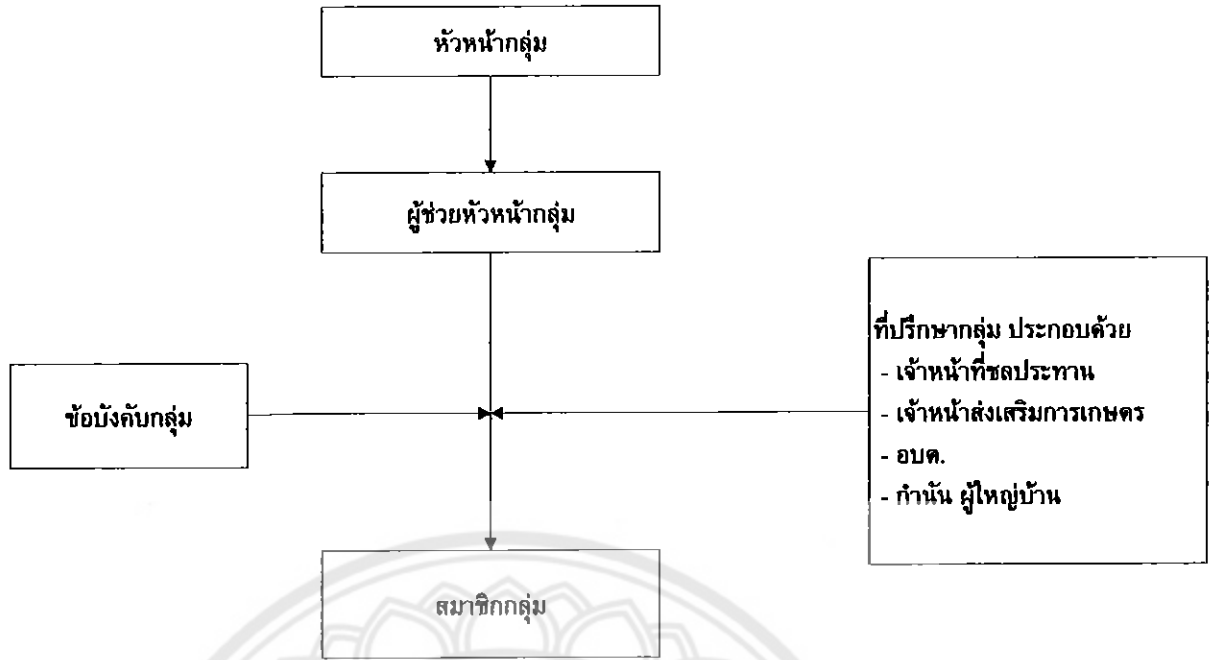 หัวหน้ากลุ่ม
ผู้ช่วยหัวหน้ากลุ่ม
ที่ปรึกษากลุ่ม ประกอบด้วย
- เจ้าหน้าที่ชลประทาน
- เจ้าหน้าส่งเสริมการเกษตร
- อบต.
- กำนัน ผู้ใหญ่บ้าน
ข้อบังคับกลุ่ม
สมาชิกกลุ่ม